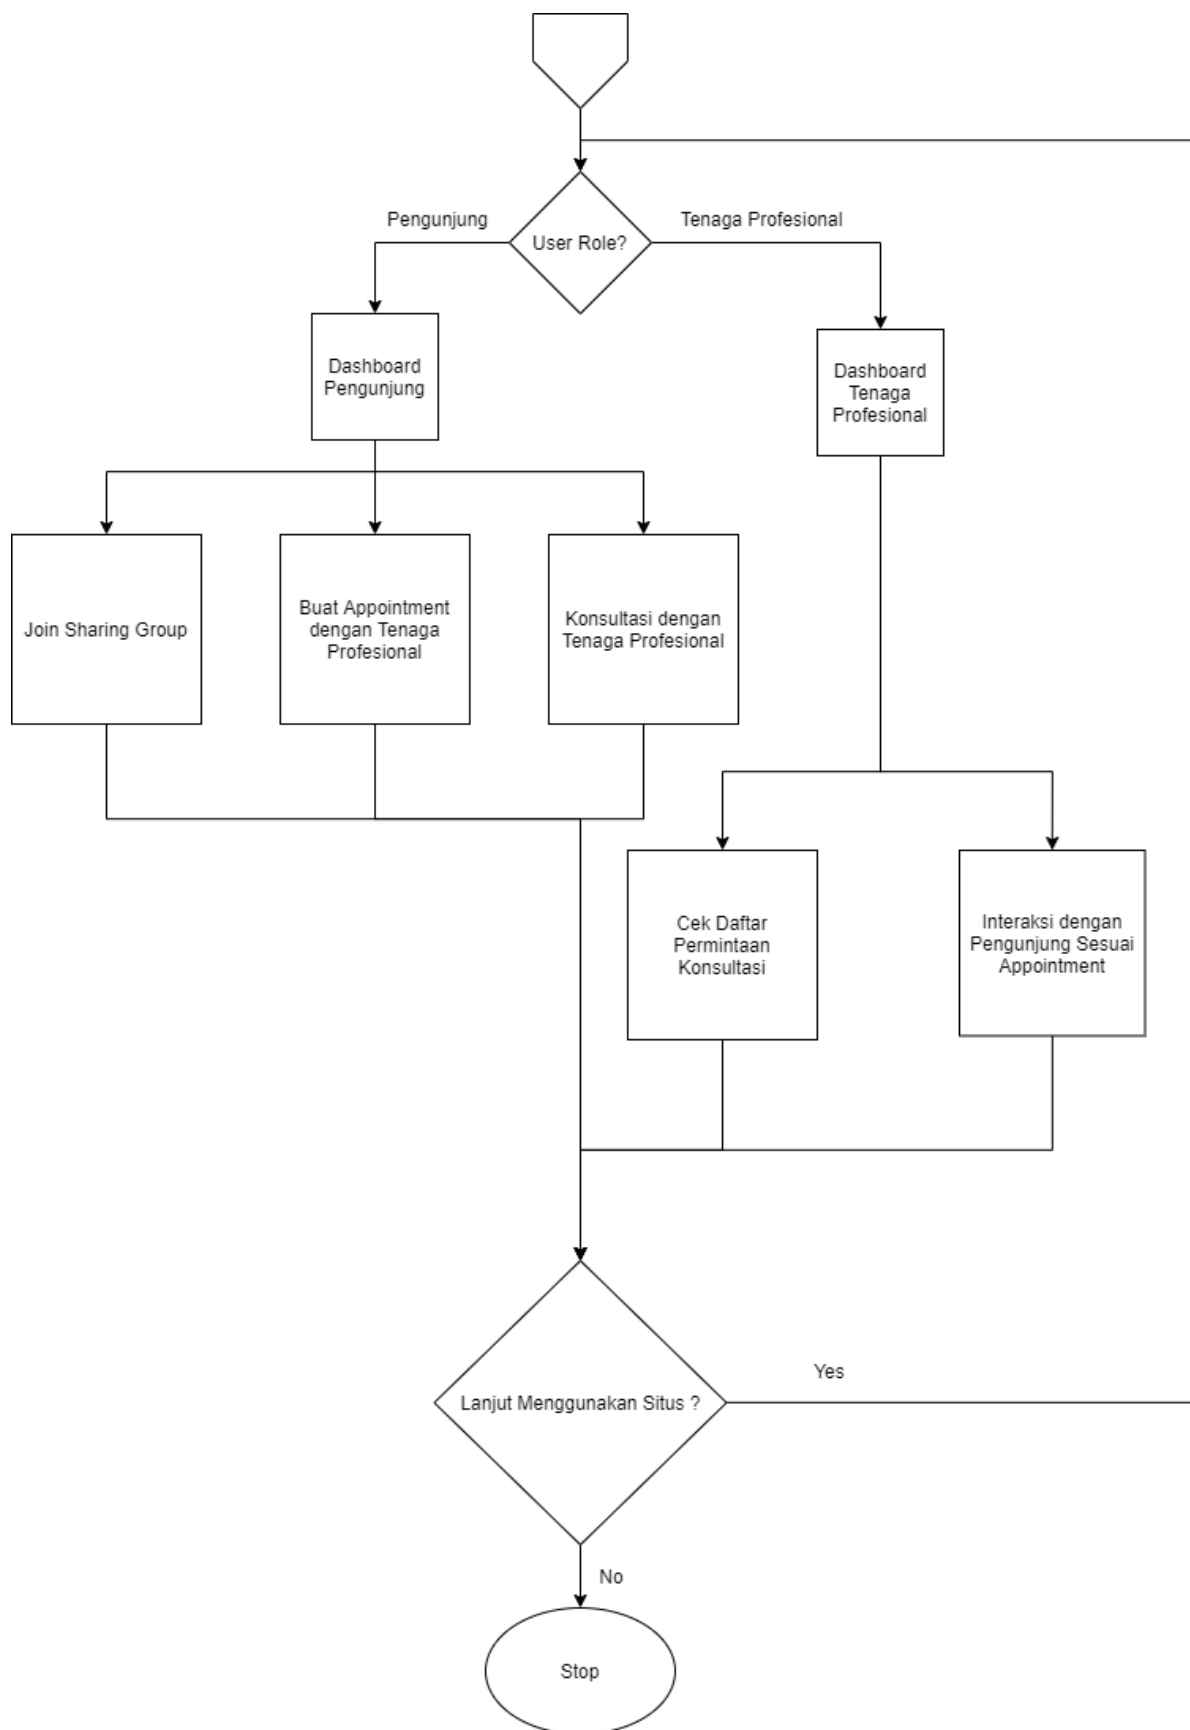 Pengunjung
Tenaga Profesional
User Role?
Dashboard
Pengunjung
Dashboard
Tenaga
Profesional
Join Sharing Group
Buat Appointment
dengan Tenaga
Profesional
Konsultasi dengan
Tenaga Profesional
Cek Daftar
Permintaan
Konsultasi
Interaksi dengan
Pengunjung Sesuai
Appointment
Lanjut Menggunakan Situs ?
Yes
No
Stop